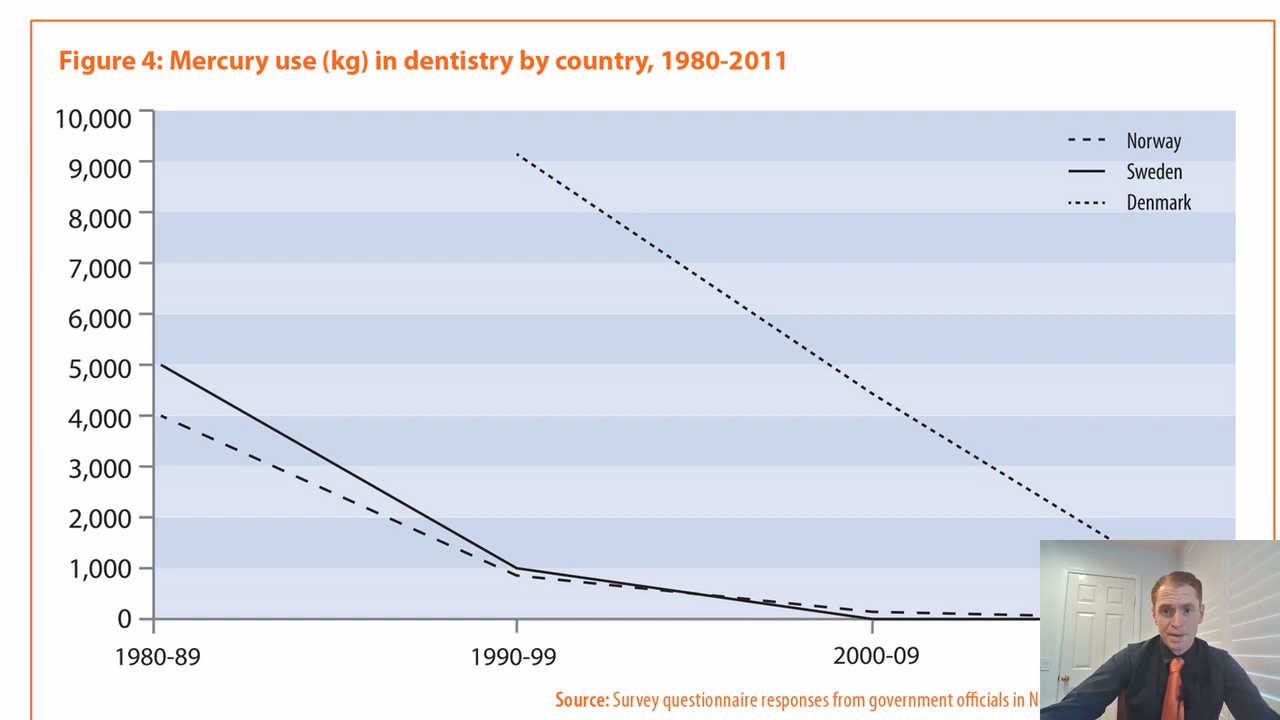 Figure 4: Mercury use (kg) in dentistry by country, 1980-2011
10,000
9,000
8,000
7,000
6,000
5,000
4,000
3,000
2,000
1,000
0
Norway
Sweden
Denmark
1980-89
1990-99
2000-09
Source: Survey questionnaire responses from government officials in N